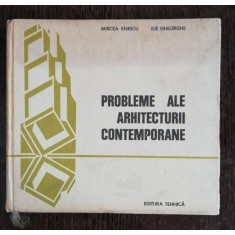 MIRCEA ENESCU ILIE GHEORGHE
PROBLEME ALE
ARHITECTURII
CONTEMPORANE
EDITURA TEHNICĂ